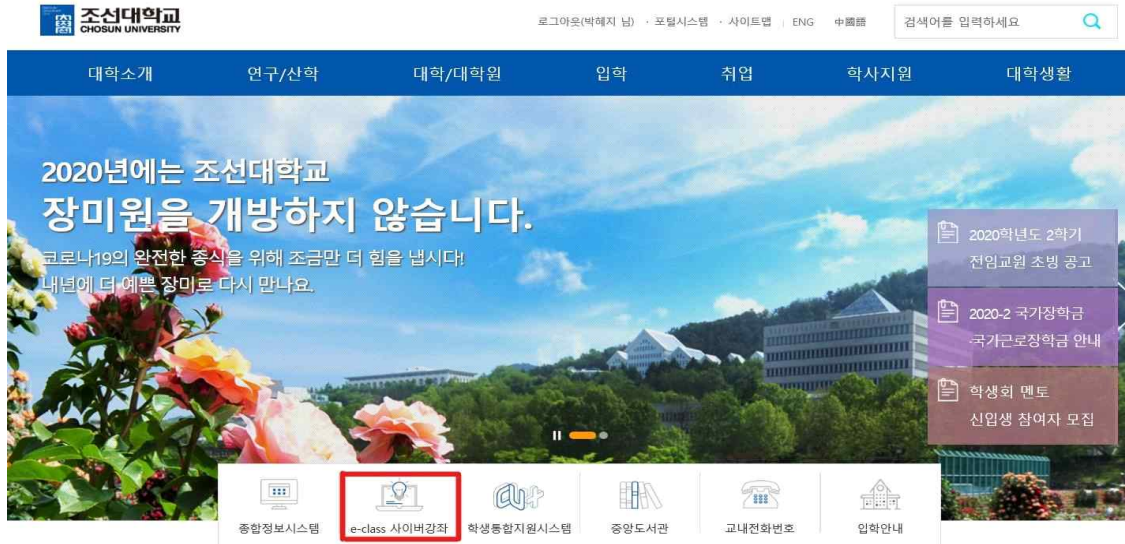 조선대학교
CHOSUN UNIVERSITY
로그아웃(박혜지 님) · 포털시스템 · 사이트맵 | ENG 中國語 검색어를 입력하세요
대학소개 연구/산학 대학/대학원 입학 취업 학사지원 대학생활
2020년에는 조선대학교
장미원을 개방하지 않습니다.
코로나19의 완전한 종식을 위해 조금만 더 힘을 냅시다!
내년에 더 예쁜 장미로 다시 만나요.
2020학년도 2학기
전임교원 초빙 공고
2020-2 국가장학금
·국가근로장학금 안내
학생회 멘토
신입생 참여자 모집
종합정보시스템 e-class 사이버강좌 학생통합지원시스템 중앙도서관 교내전화번호 입학안내